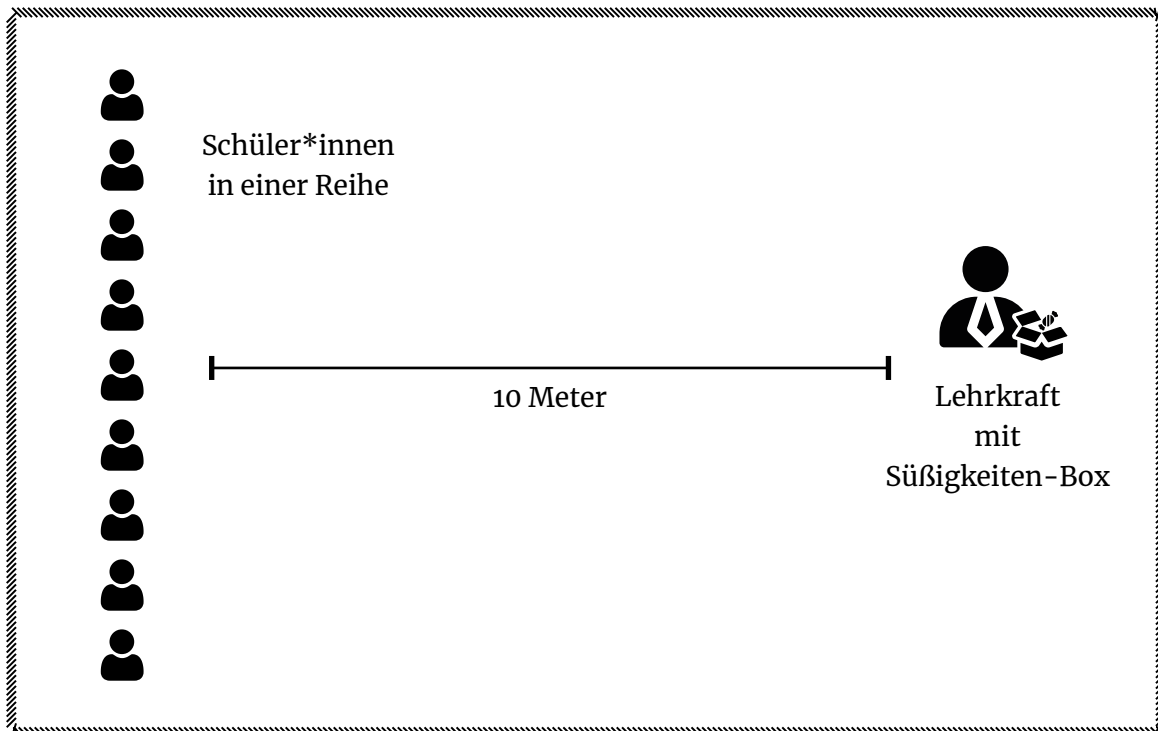 Schüler*innen
in einer Reihe
10 Meter
Lehrkraft
mit
Süßigkeiten-Box